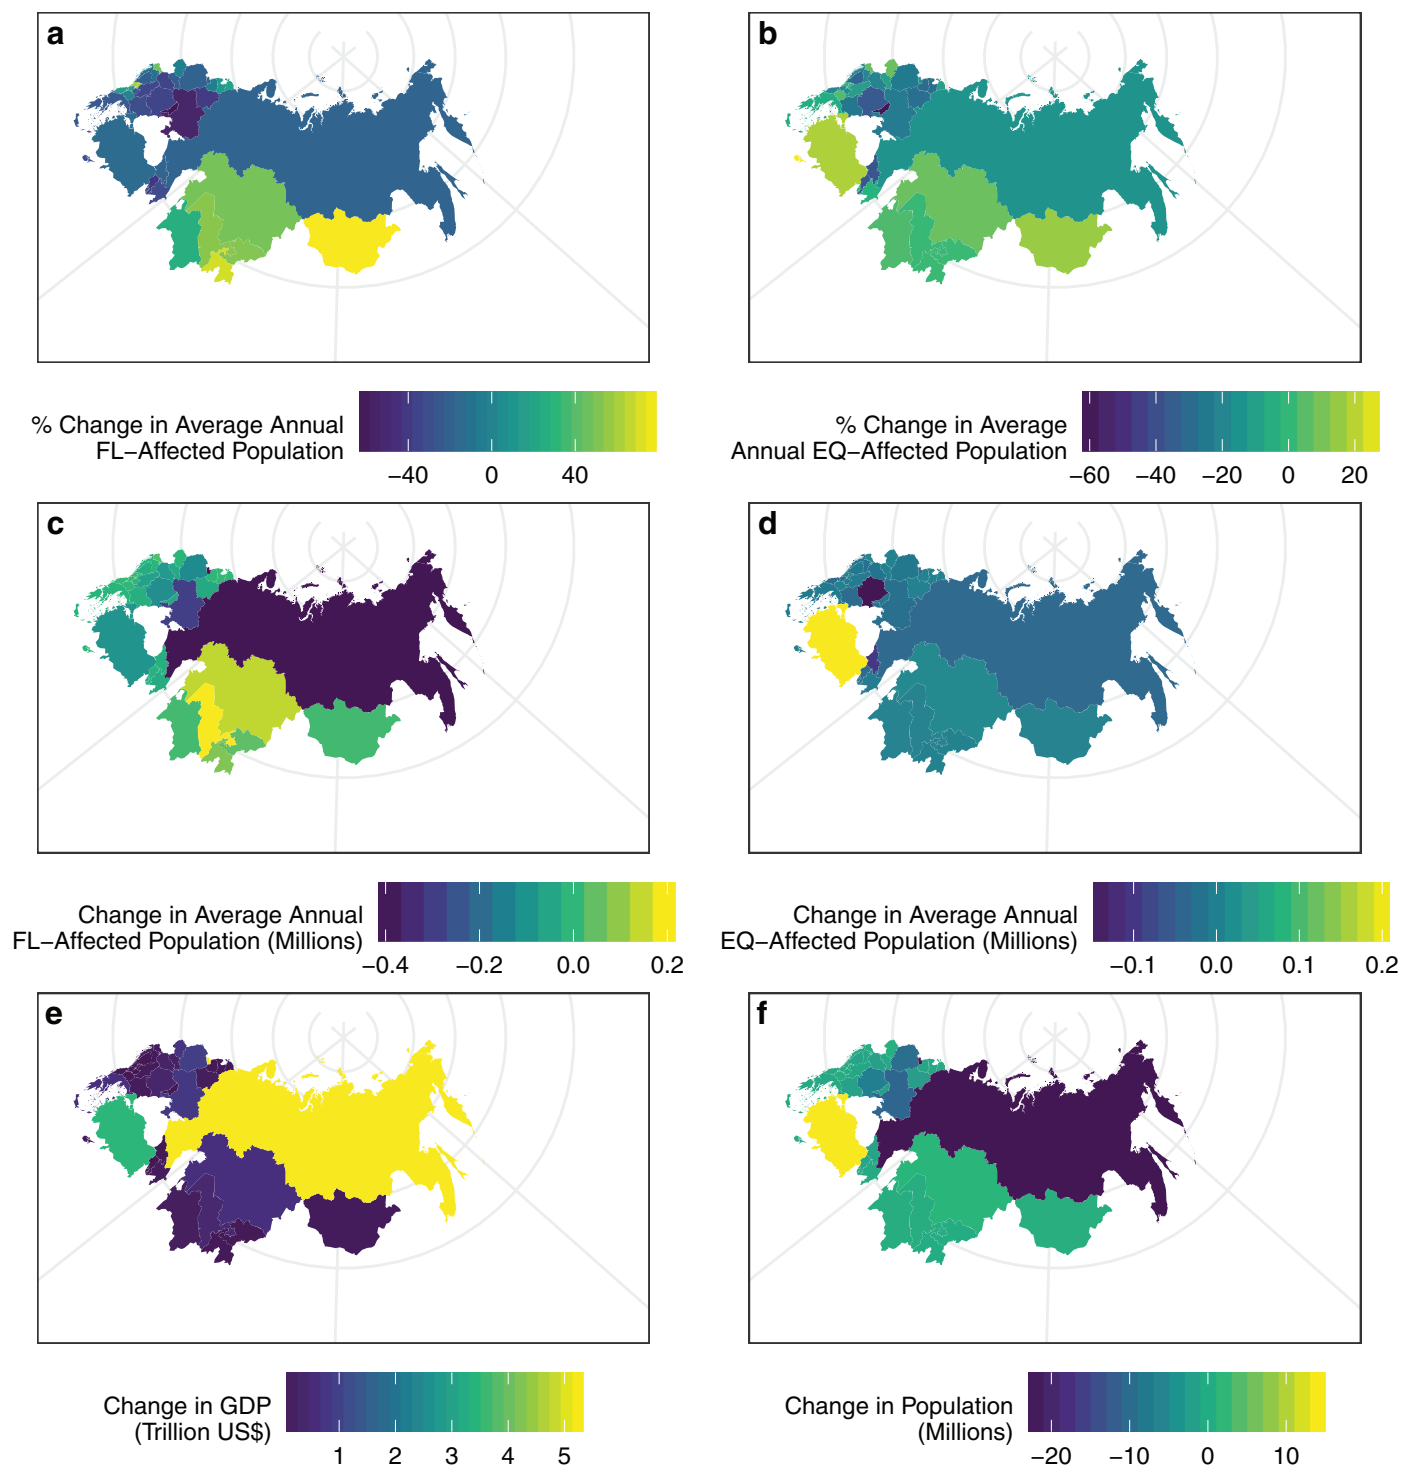 a
b
% Change in Average Annual
FL−Affected Population
−40 0 40
% Change in Average
Annual EQ−Affected Population
−60 −40 −20 0 20
c
d
Change in Average Annual
FL−Affected Population (Millions)
−0.4 −0.2 0.0 0.2
Change in Average Annual
EQ−Affected Population (Millions)
−0.1 0.0 0.1 0.2
e
f
Change in GDP
(Trillion US$)
1 2 3 4 5
Change in Population
(Millions)
−20 −10 0 10